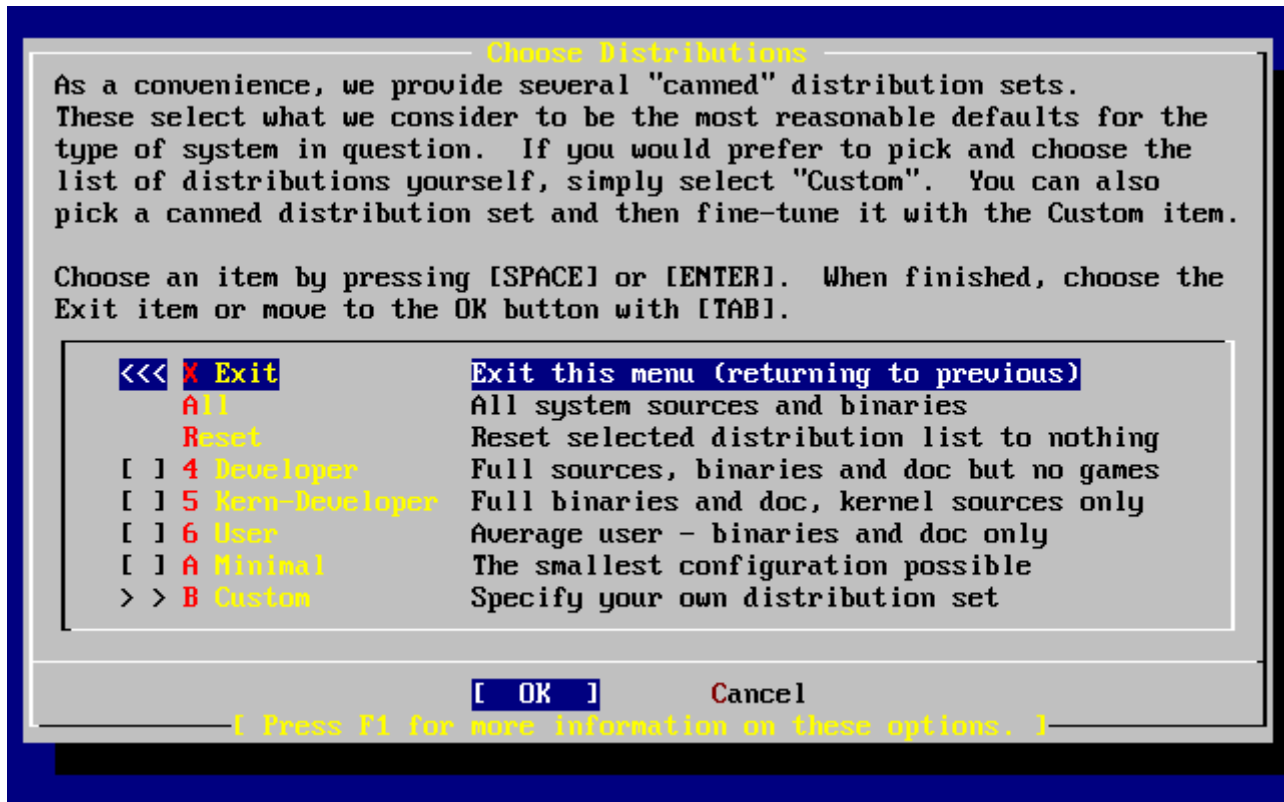 Choose Distributions
As a convenience, we provide several "canned" distribution sets.
These select what we consider to be the most reasonable defaults for the
type of system in question.  If you would prefer to pick and choose the
list of distributions yourself, simply select "Custom".  You can also
pick a canned distribution set and then fine-tune it with the Custom item.
Choose an item by pressing [SPACE] or [ENTER].  When finished, choose the
Exit item or move to the OK button with [TAB].
<<< X Exit Exit this menu (returning to previous)
All All system sources and binaries
Reset Reset selected distribution list to nothing
[ ] 4 Developer Full sources, binaries and doc but no games
[ ] 5 Kern-Developer Full binaries and doc, kernel sources only
[ ] 6 User Average user - binaries and doc only
[ ] A Minimal The smallest configuration possible
> > B Custom Specify your own distribution set
[ OK ] Cancel
[ Press F1 for more information on these options. ]